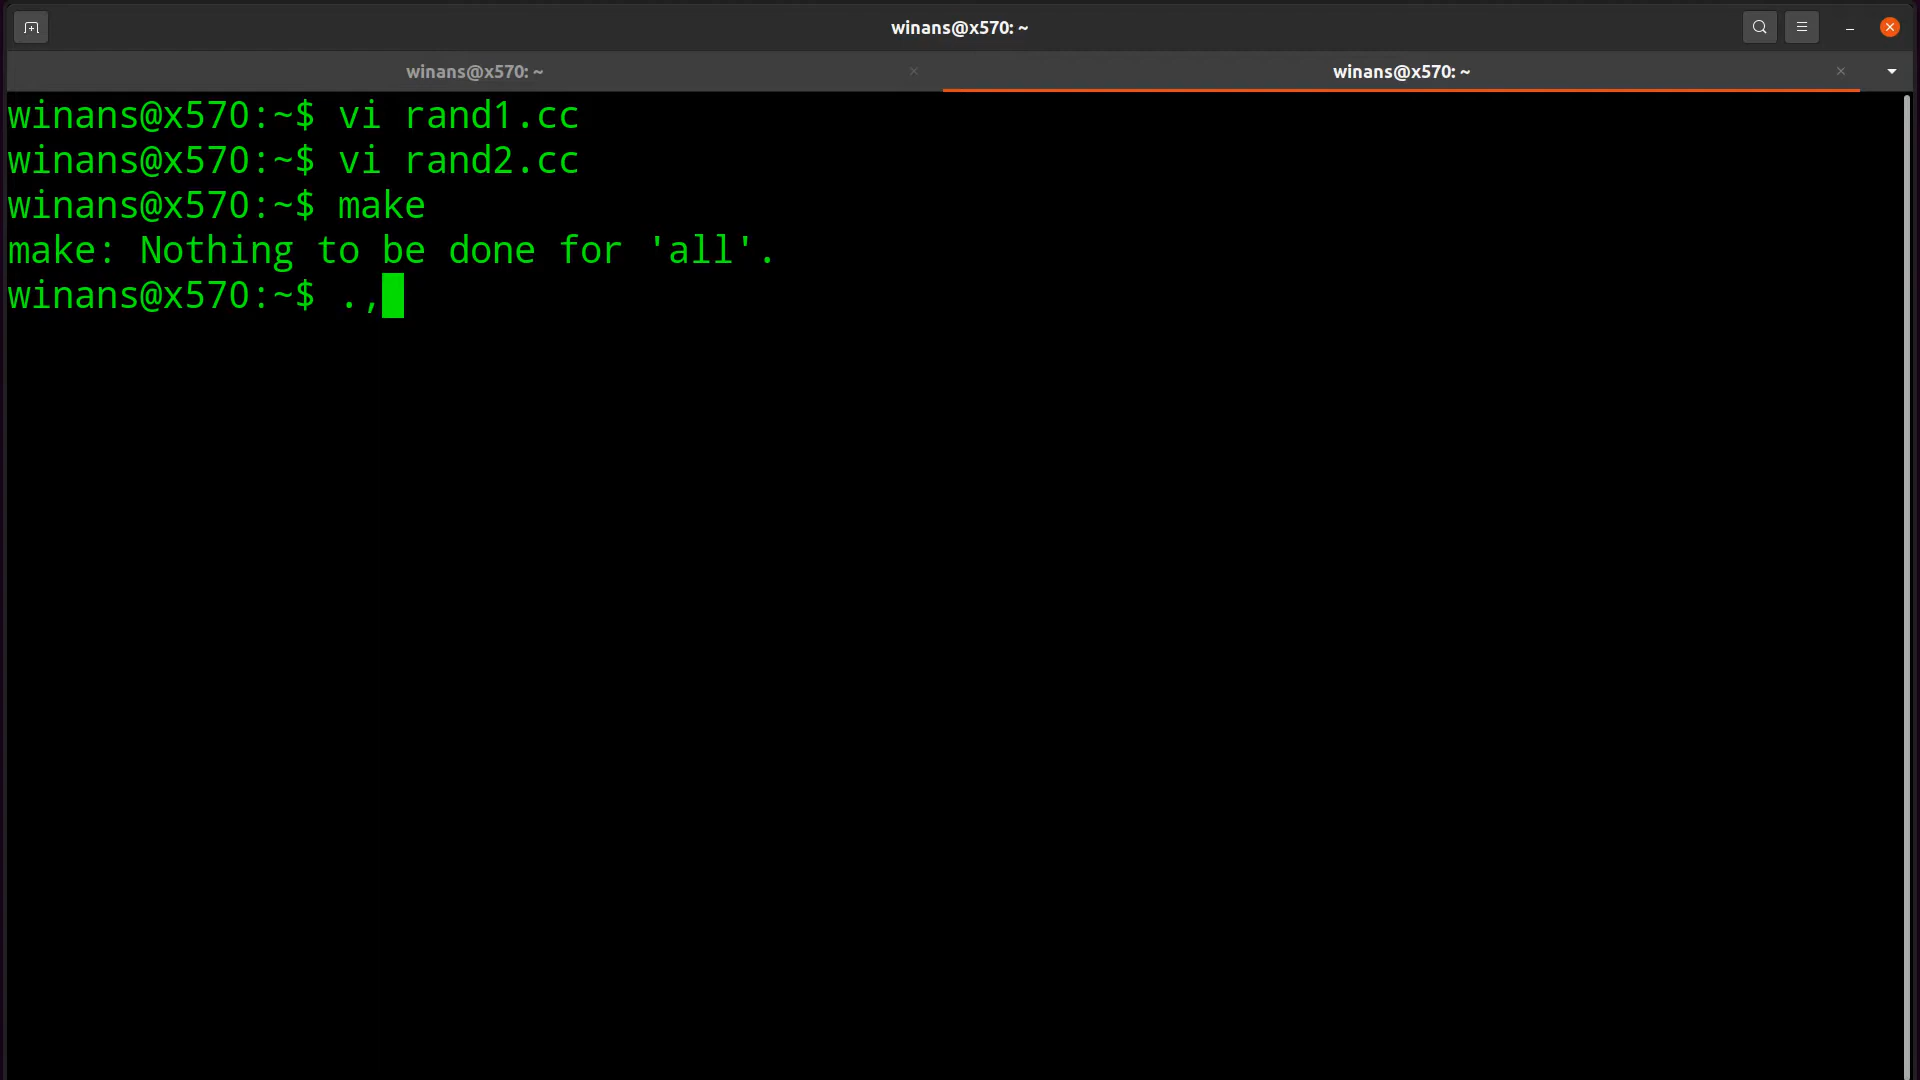 winans@x570: ~
winans@x570: ~
winans@x570: ~
winans@x570:~$ vi rand1.cc
winans@x570:~$ vi rand2.cc
winans@x570:~$ make
make: Nothing to be done for 'all'.
winans@x570:~$ .,